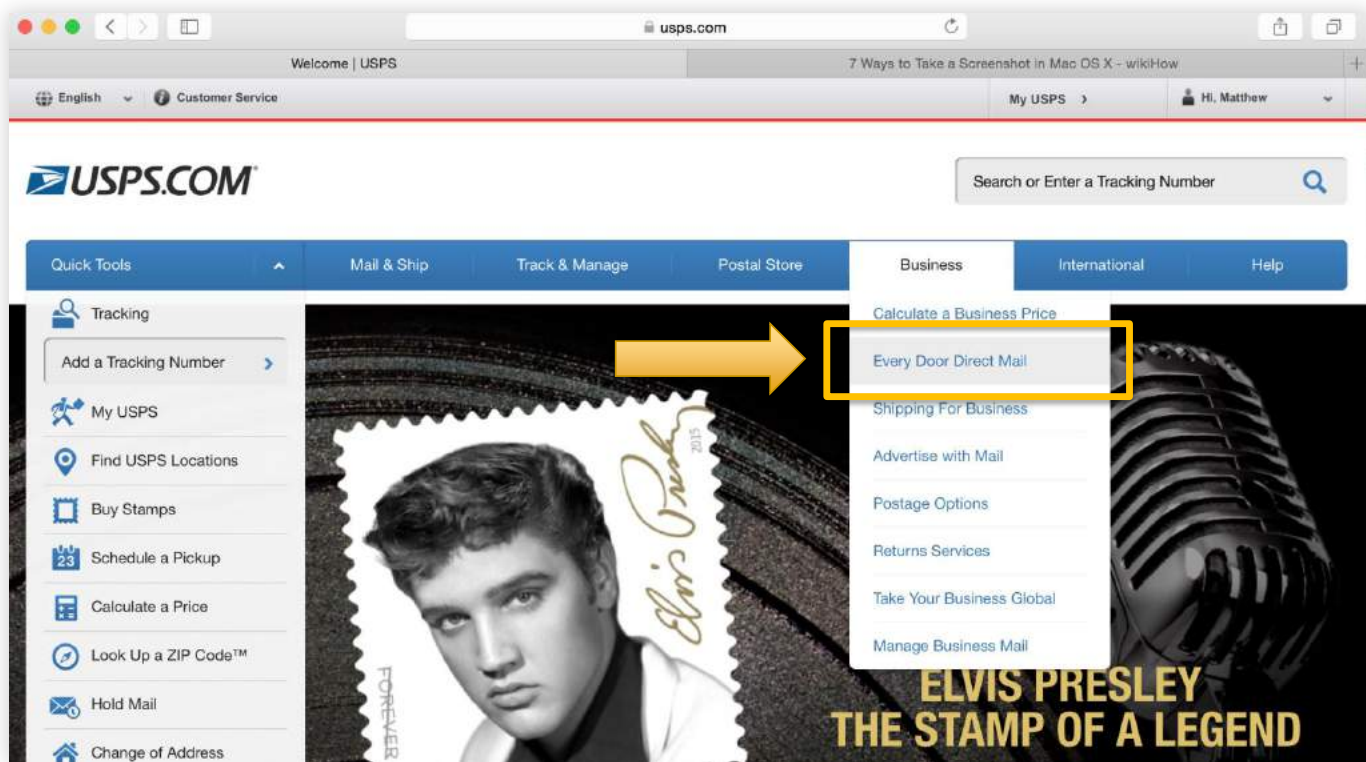 usps.com
Welcome | USPS
7 Ways to Take a Screenshot in Mac OS X - wikiHow
English
Customer Service
My USPS
Hi, Matthew
USPS.COM
Search or Enter a Tracking Number
Quick Tools
Mail & Ship
Track & Manage
Postal Store
Business
International
Help
Tracking
Add a Tracking Number
My USPS
Find USPS Locations
Buy Stamps
23
Schedule a Pickup
Calculate a Price
Look Up a ZIP Code™
Hold Mail
Change of Address
Calculate a Business Price
Every Door Direct Mail
Shipping For Business
Advertise with Mail
Postage Options
Returns Services
Take Your Business Global
Manage Business Mail
2015
Elvis Presley
FOREVER
ELVIS PRESLEY
THE STAMP OF A LEGEND